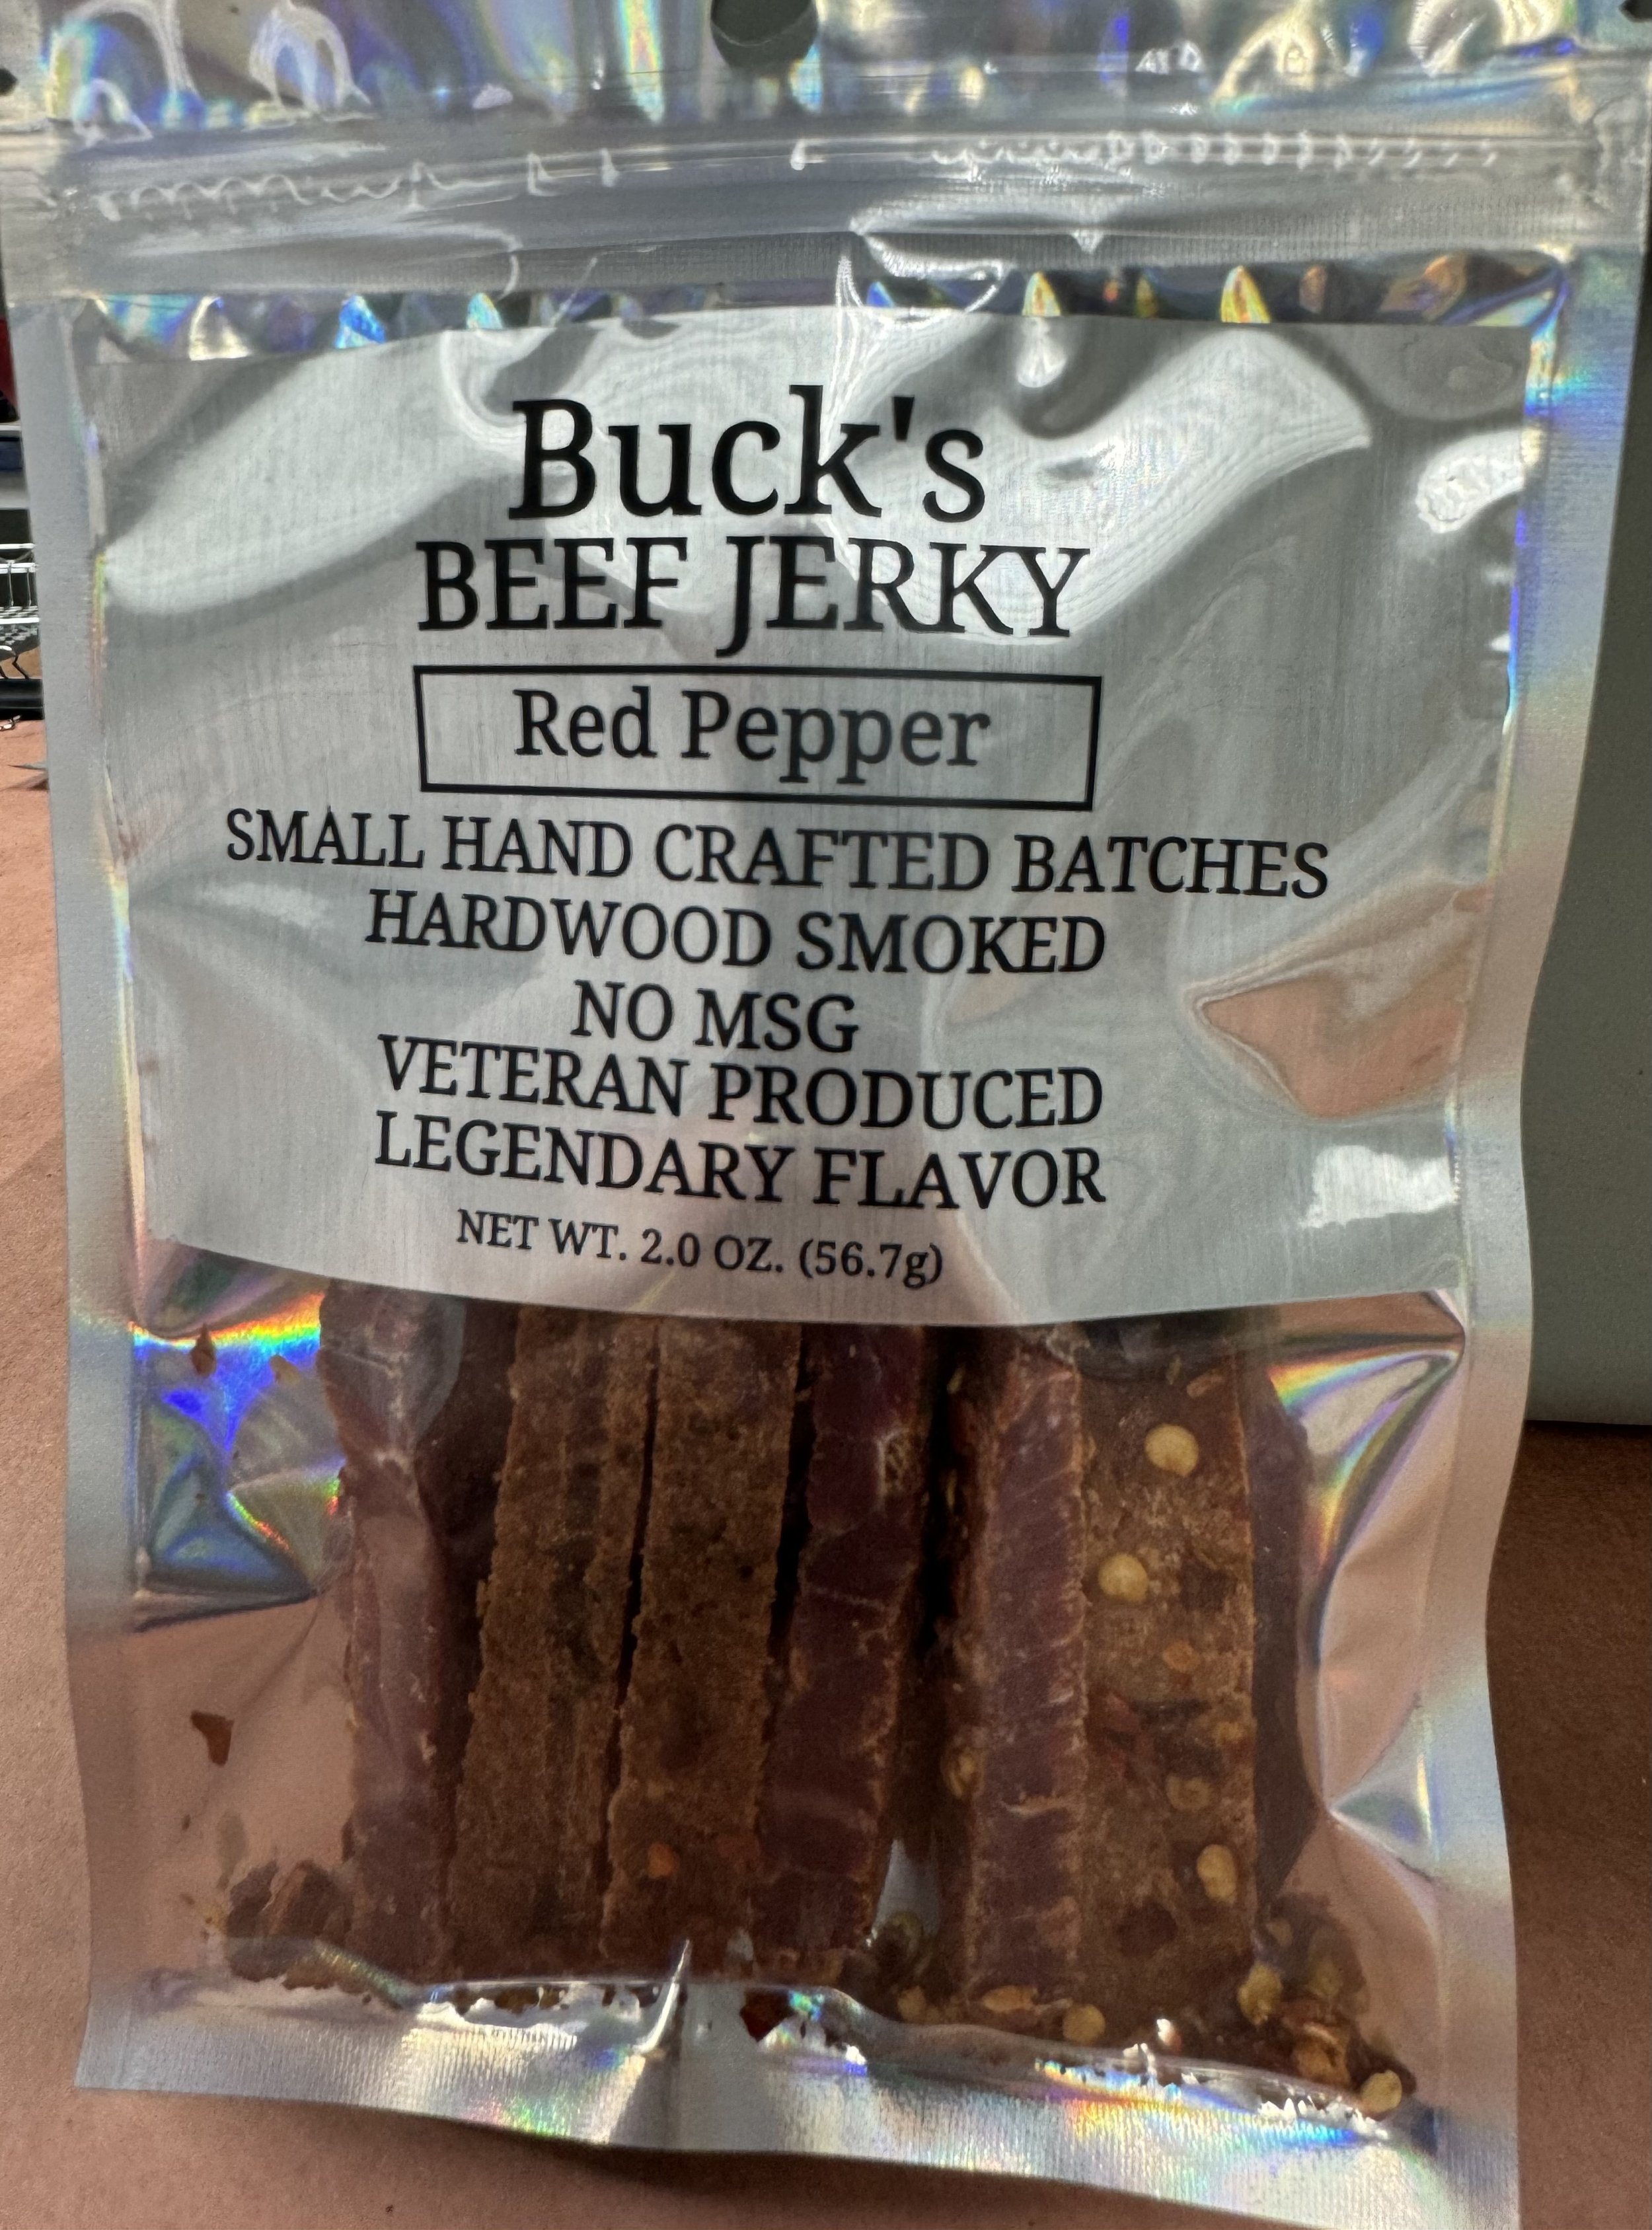 Buck's
BEEF JERKY
Red Pepper
SMALL HAND CRAFTED BATCHES
HARDWOOD SMOKED
NO MSG
VETERAN PRODUCED
LEGENDARY FLAVOR
NET WT. 2.0 OZ. (56.7g)